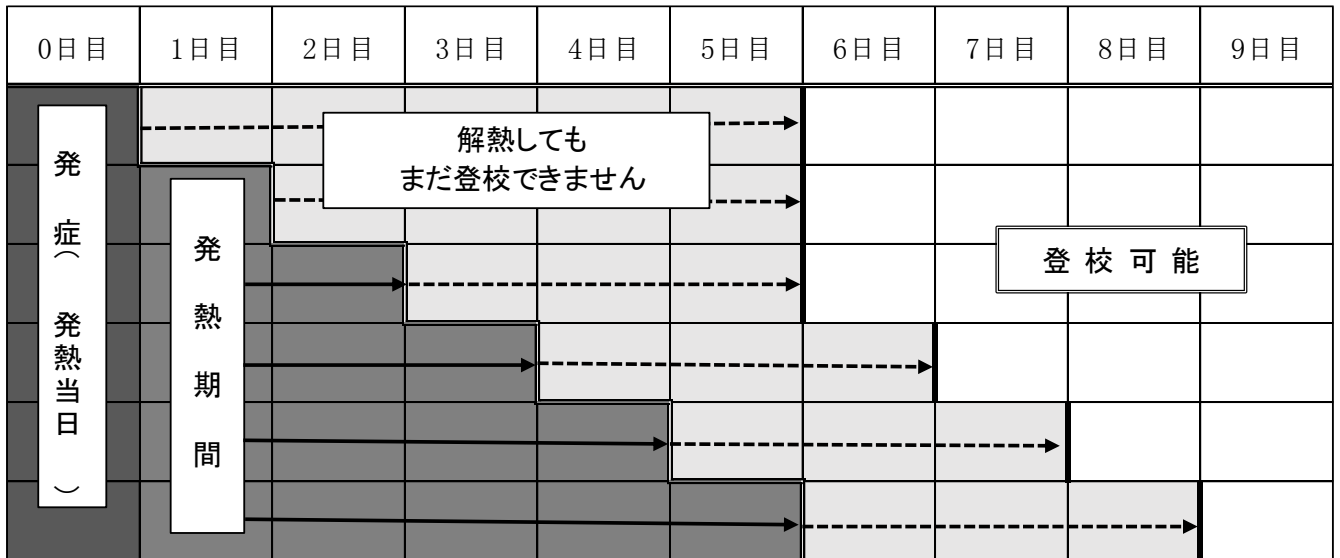 0日目 1日目 2日目 3日目 4日目 5日目 6日目 7日目 8日目 9日目
発症(発熱当日)
発熱期間
解熱しても
まだ登校できません
登校可能